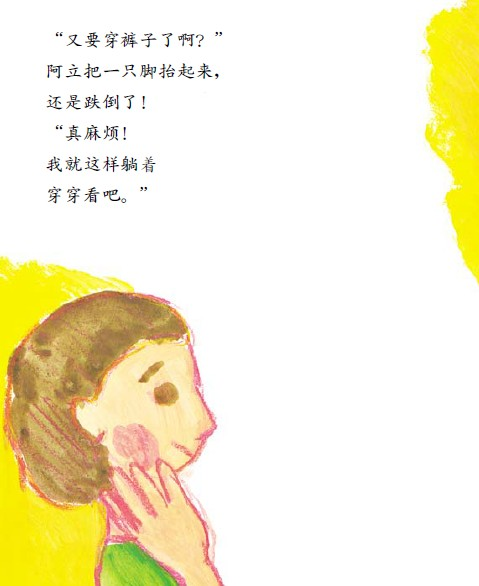 “又要穿裤子了啊？”
阿立把一只脚抬起来，
还是跌倒了！
“真麻烦！
我就这样躺着
穿穿看吧。”